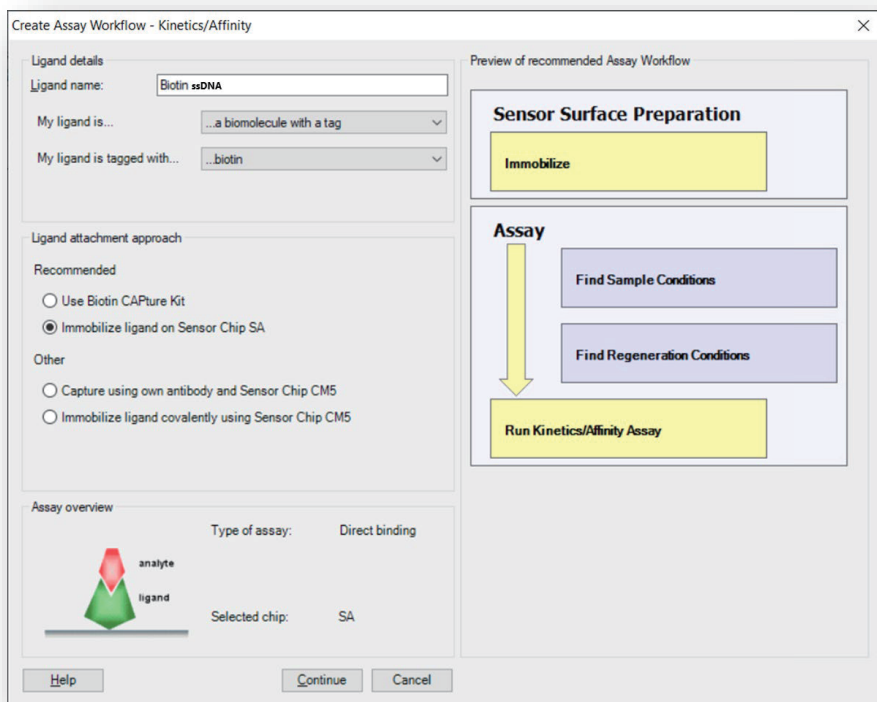 Create Assay Workflow - Kinetics/Affinity
Ligand details
Ligand name:
Biotin ssDNA
My ligand is...
...a biomolecule with a tag
My ligand is tagged with...
...biotin
Ligand attachment approach
Recommended
Use Biotin CAPture Kit
Immobilize ligand on Sensor Chip SA
Other
Capture using own antibody and Sensor Chip CM5
Immobilize ligand covalently using Sensor Chip CM5
Assay overview
Type of assay:
Direct binding
analyte
ligand
Selected chip:
SA
Help
Continue
Cancel
Preview of recommended Assay Workflow
Sensor Surface Preparation
Immobilize
Assay
Find Sample Conditions
Find Regeneration Conditions
Run Kinetics/Affinity Assay